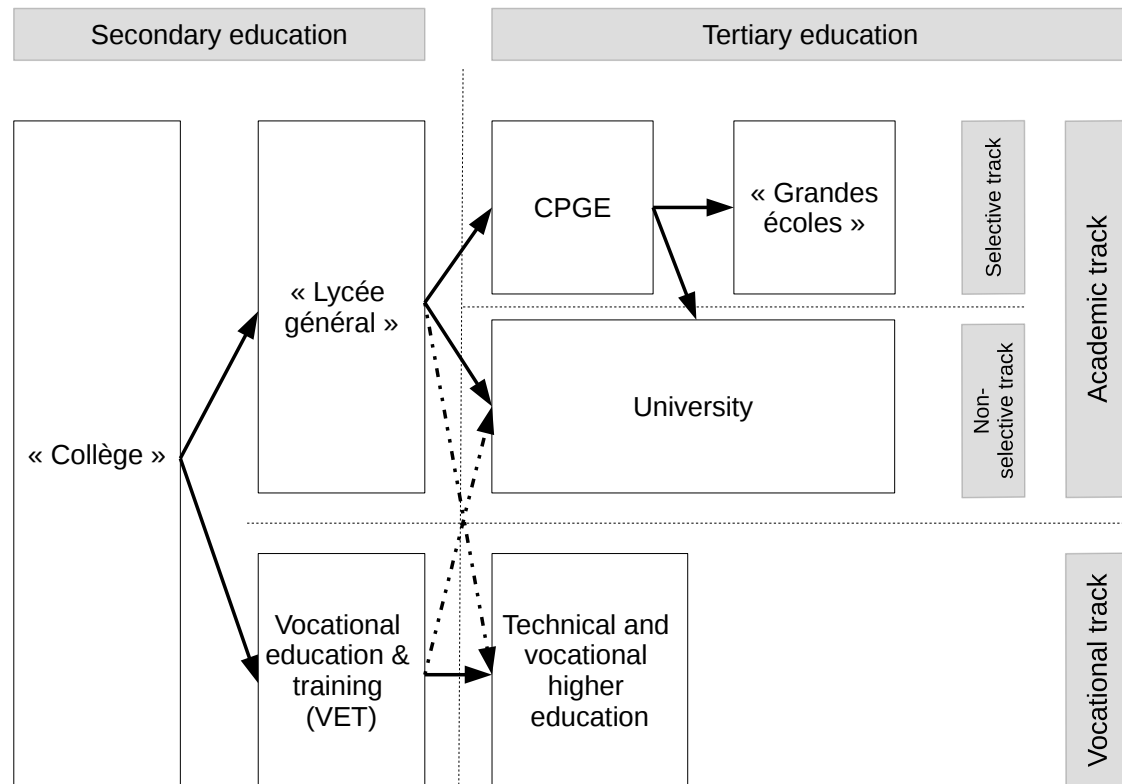 Secondary education
Tertiary education
« Collège »
« Lycée
général »
CPGE
« Grandes
écoles »
Selective track
University
Non-
selective track
Academic track
Vocational
education &
training
(VET)
Technical and
vocational
higher
education
Vocational track